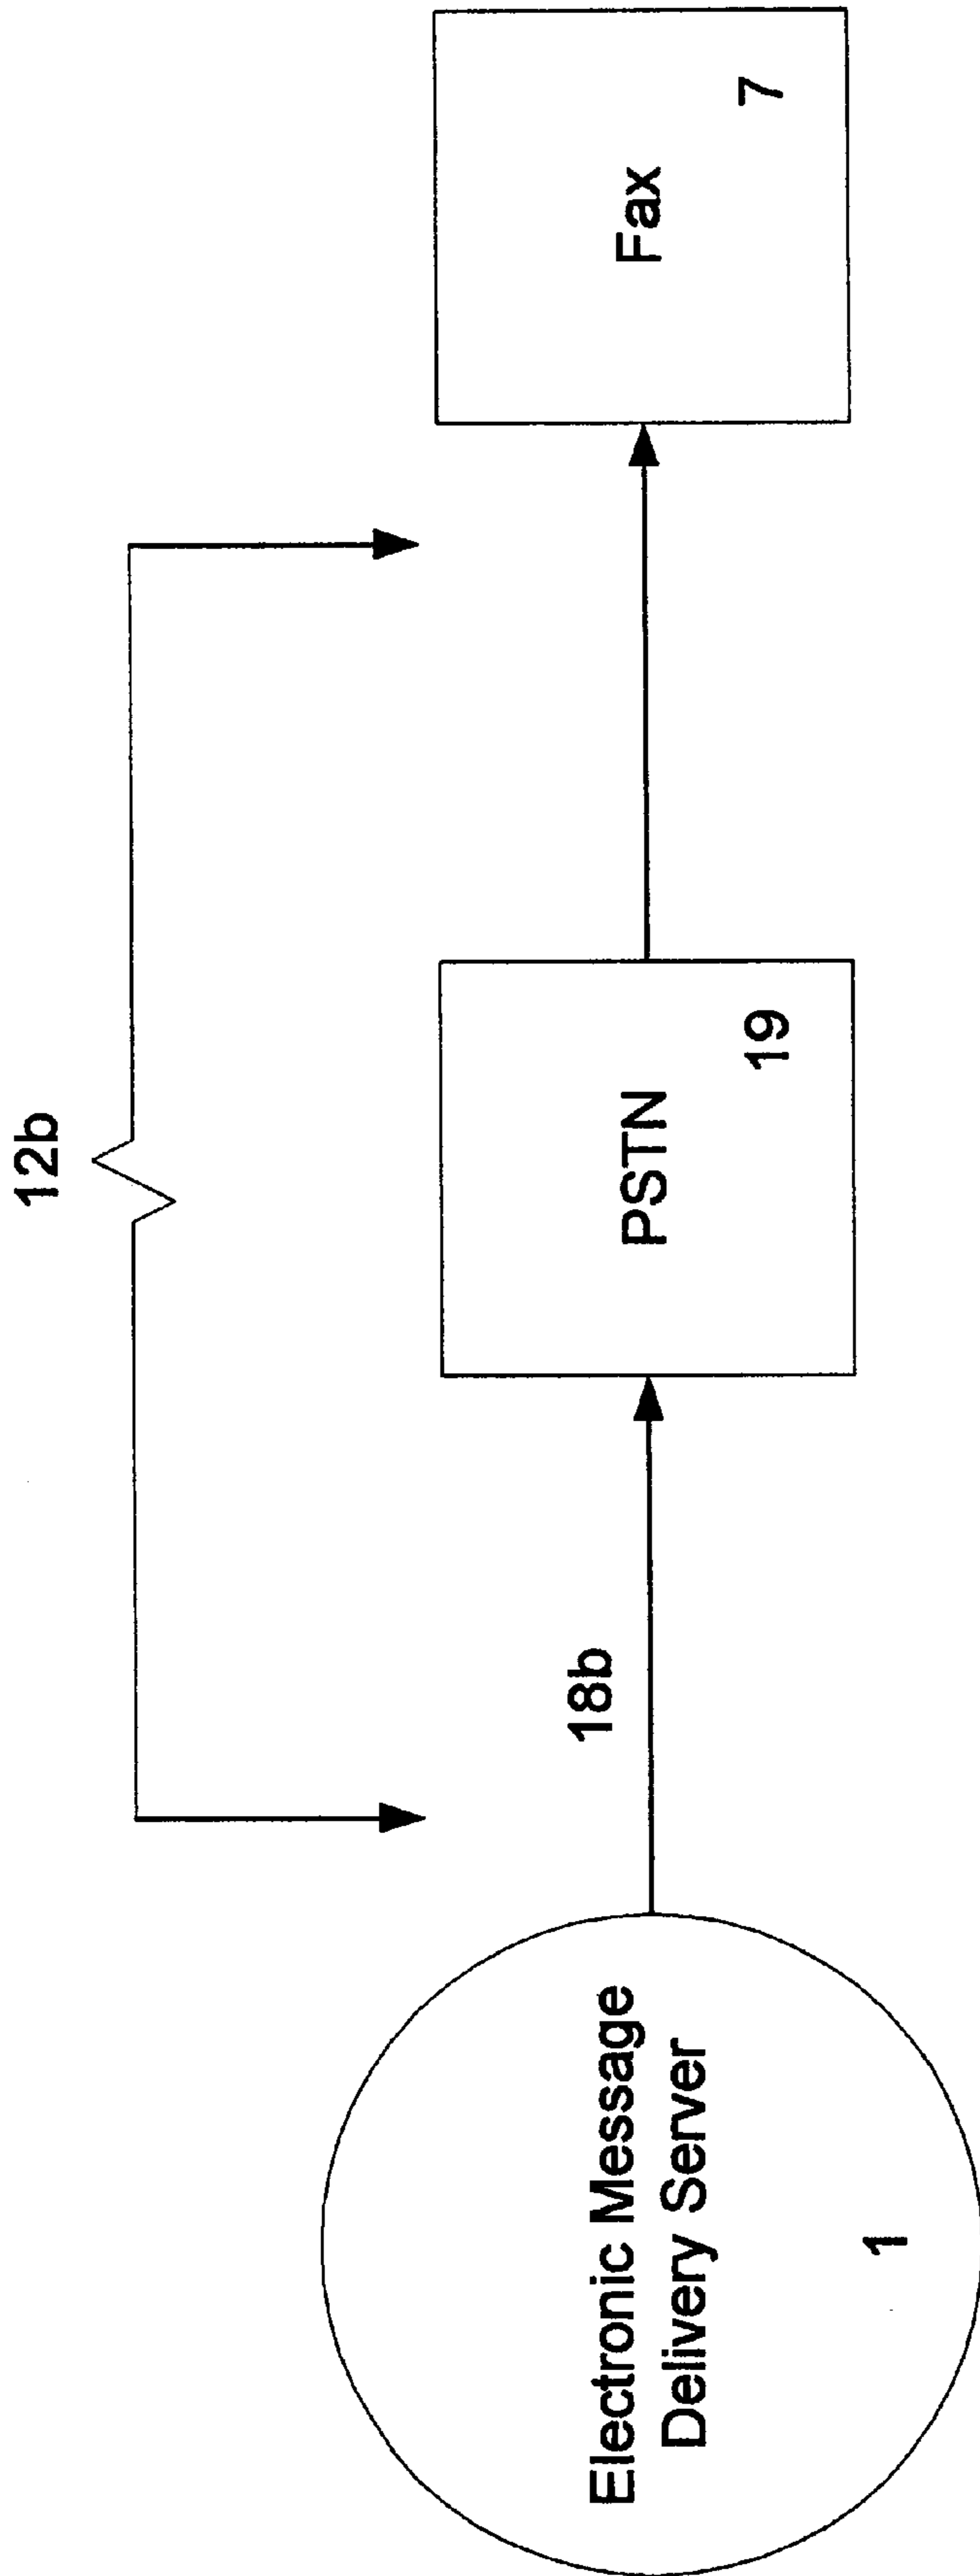 12b
Electronic Message
Delivery Server
1
18b
PSTN
19
Fax
7